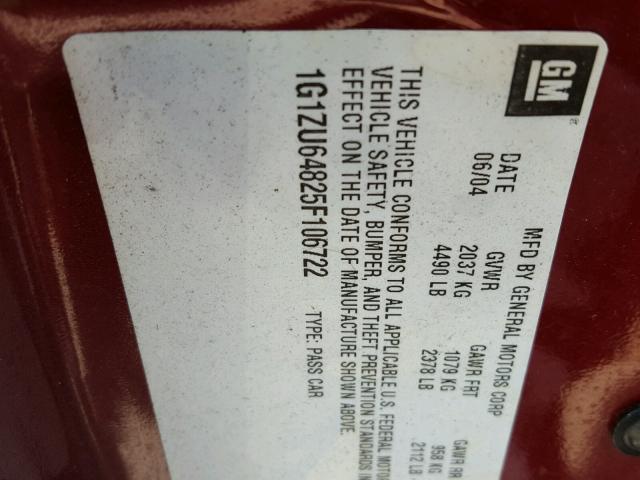 GM
MFD BY GENERAL MOTORS CORP
DATE GVWR GAWR FRT GAWR RR
06/04 2037 KG 1079 KG 958 KG
4490 LB 2378 LB 2112 LB
THIS VEHICLE CONFORMS TO ALL APPLICABLE U.S. FEDERAL MOTOR
VEHICLE SAFETY, BUMPER, AND THEFT PREVENTION STANDARDS IN
EFFECT ON THE DATE OF MANUFACTURE SHOWN ABOVE.
1G1ZU64825F106722 TYPE: PASS CAR